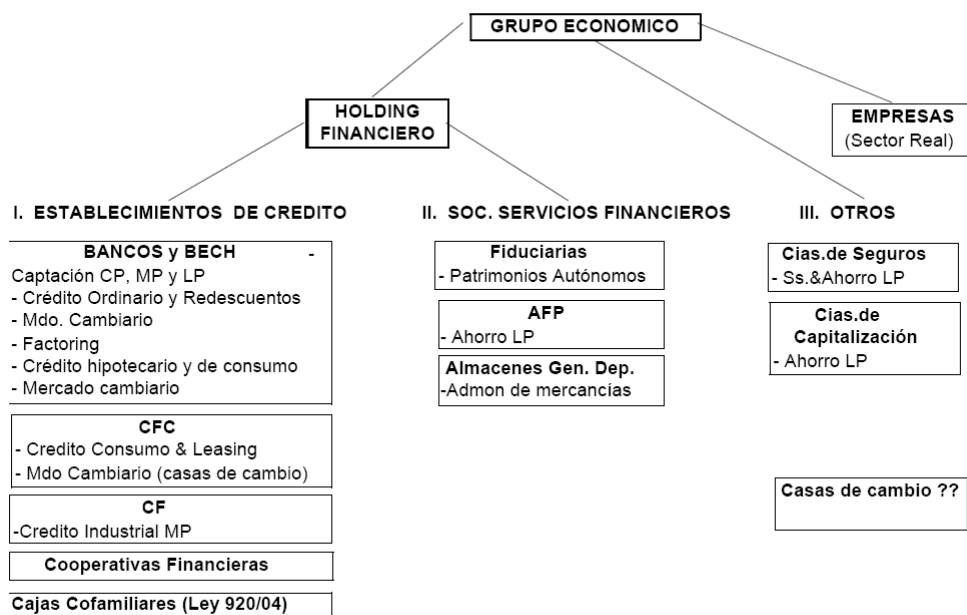 GRUPO ECONOMICO
HOLDING
FINANCIERO
EMPRESAS
(Sector Real)
I. ESTABLECIMIENTOS DE CREDITO
BANCOS y BECH -
Captación CP, MP y LP
- Crédito Ordinario y Redescuentos
- Mdo. Cambiario
- Factoring
- Crédito hipotecario y de consumo
- Mercado cambiario
CFC
- Credito Consumo & Leasing
- Mdo Cambiario (casas de cambio)
CF
-Credito Industrial MP
Cooperativas Financieras
Cajas Cofamiliares (Ley 920/04)
II. SOC. SERVICIOS FINANCIEROS
Fiduciarias
- Patrimonios Autónomos
AFP
- Ahorro LP
Almacenes Gen. Dep.
-Admon de mercancías
III. OTROS
Cias.de Seguros
- Ss.&Ahorro LP
Cias.de
Capitalización
- Ahorro LP
Casas de cambio ??